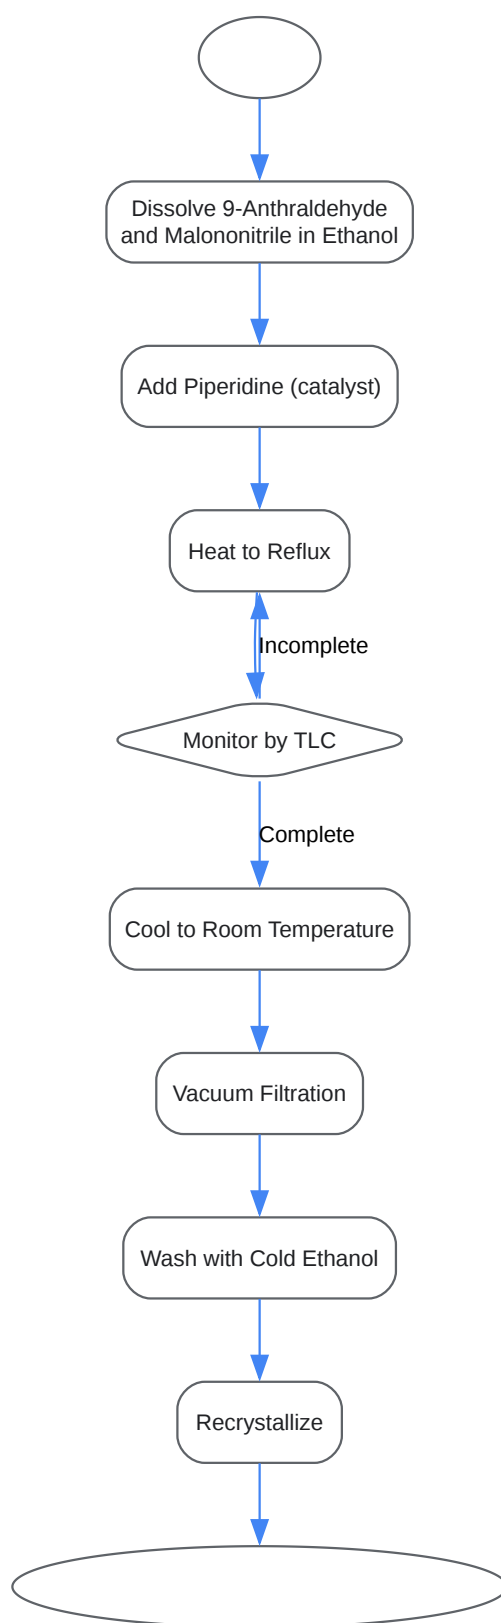 Dissolve 9-Anthraldehyde
and Malononitrile in Ethanol
Add Piperidine (catalyst)
Heat to Reflux
Incomplete
Monitor by TLC
Complete
Cool to Room Temperature
Vacuum Filtration
Wash with Cold Ethanol
Recrystallize